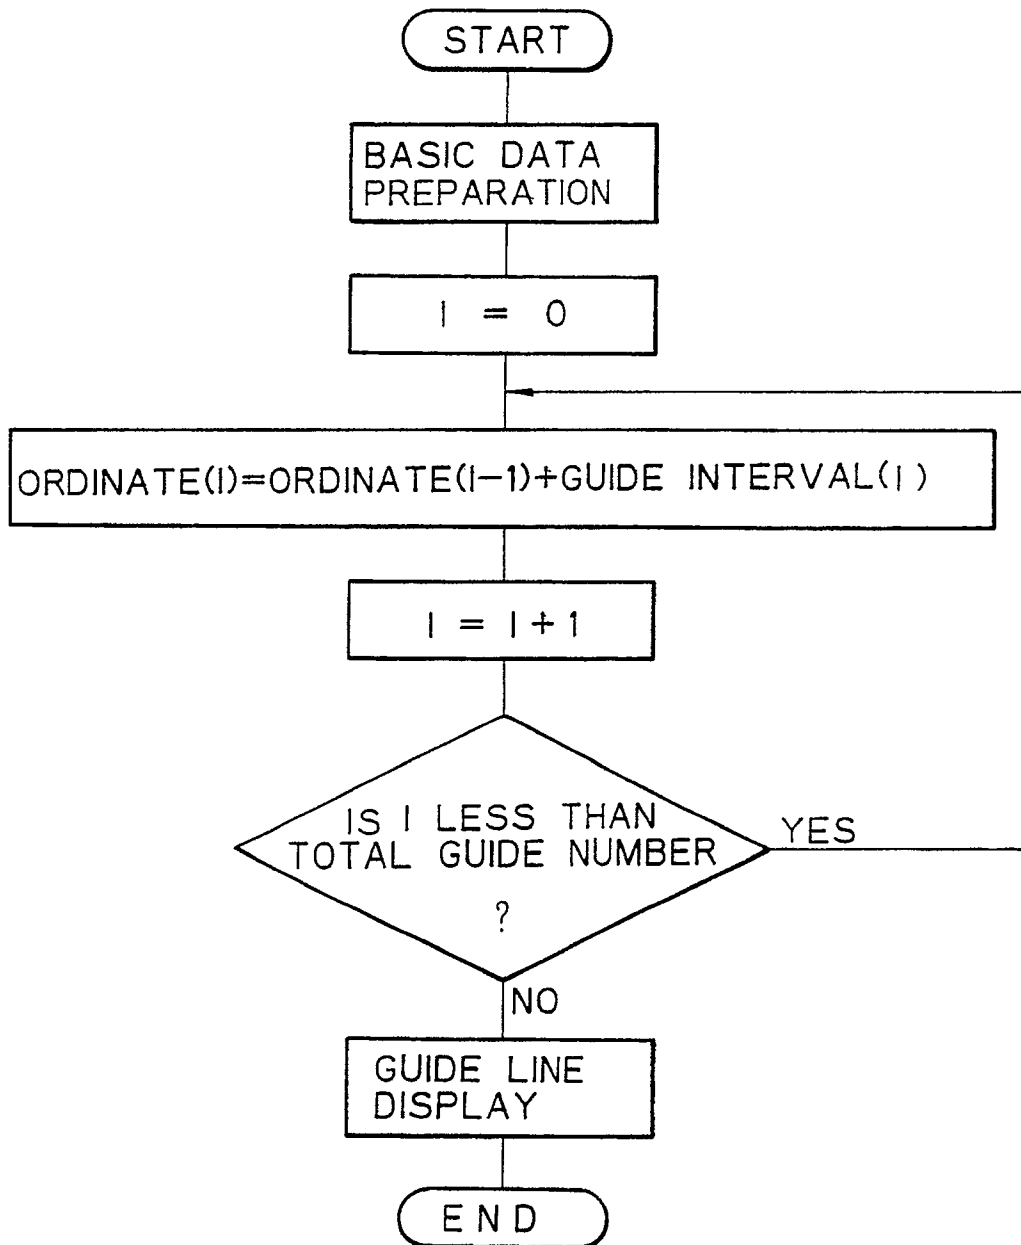 START
BASIC DATA
PREPARATION
I = 0
ORDINATE(I)=ORDINATE(I-1)+GUIDE INTERVAL(I)
I = I + 1
IS I LESS THAN
TOTAL GUIDE NUMBER
?
YES
NO
GUIDE LINE
DISPLAY
END